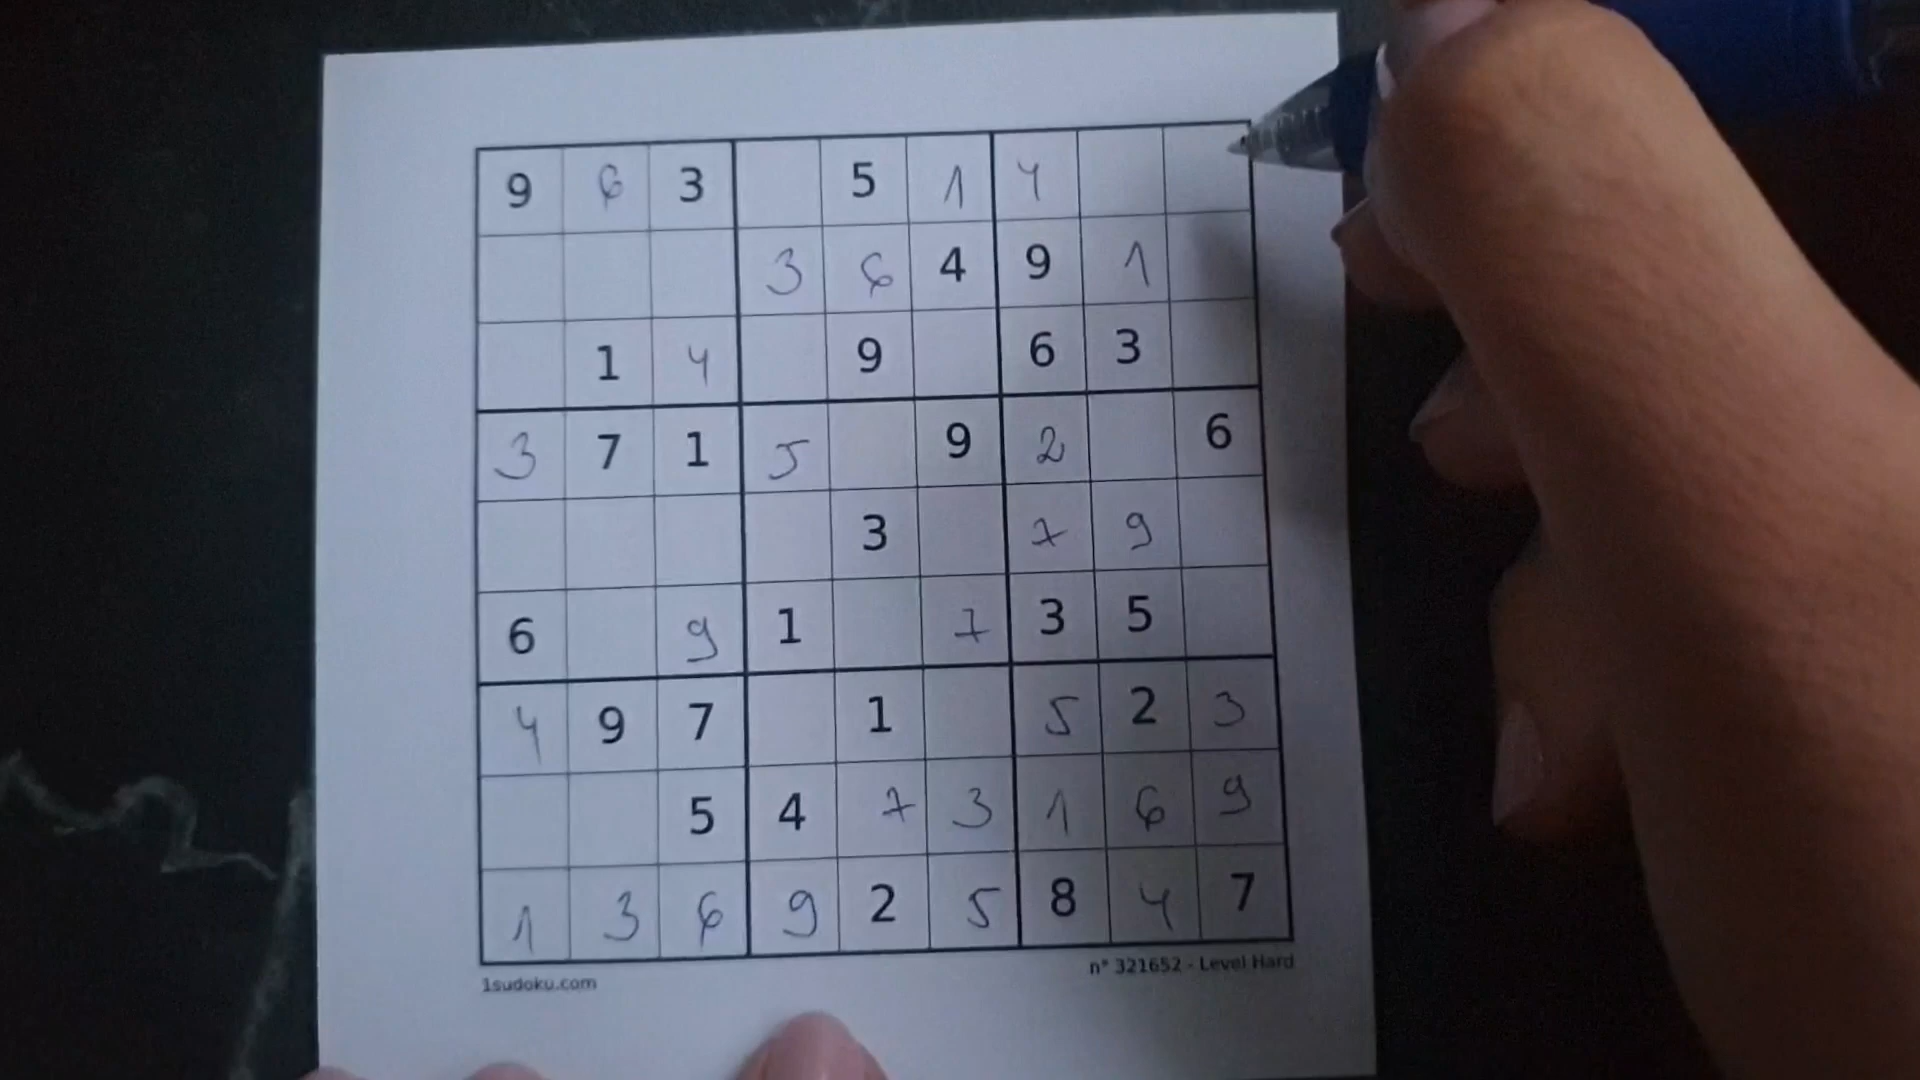 9 6 3 5 1 4
3 6 4 9 1
1 4 9 6 3
3 7 1 5 9 2 6
3 7 9
6 9 1 7 3 5
4 9 7 1 5 2 3
5 4 7 3 1 6 9
1 3 6 9 2 5 8 4 7
1sudoku.com
n° 321652 - Level Hard